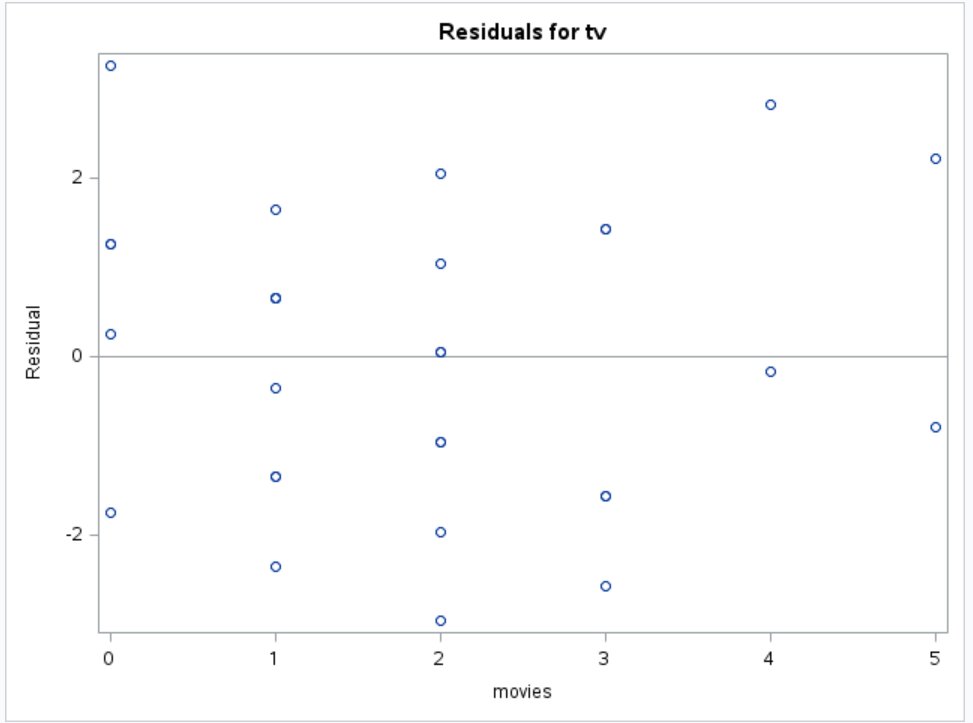 Residuals for tv
2
0
-2
Residual
0 1 2 3 4 5
movies